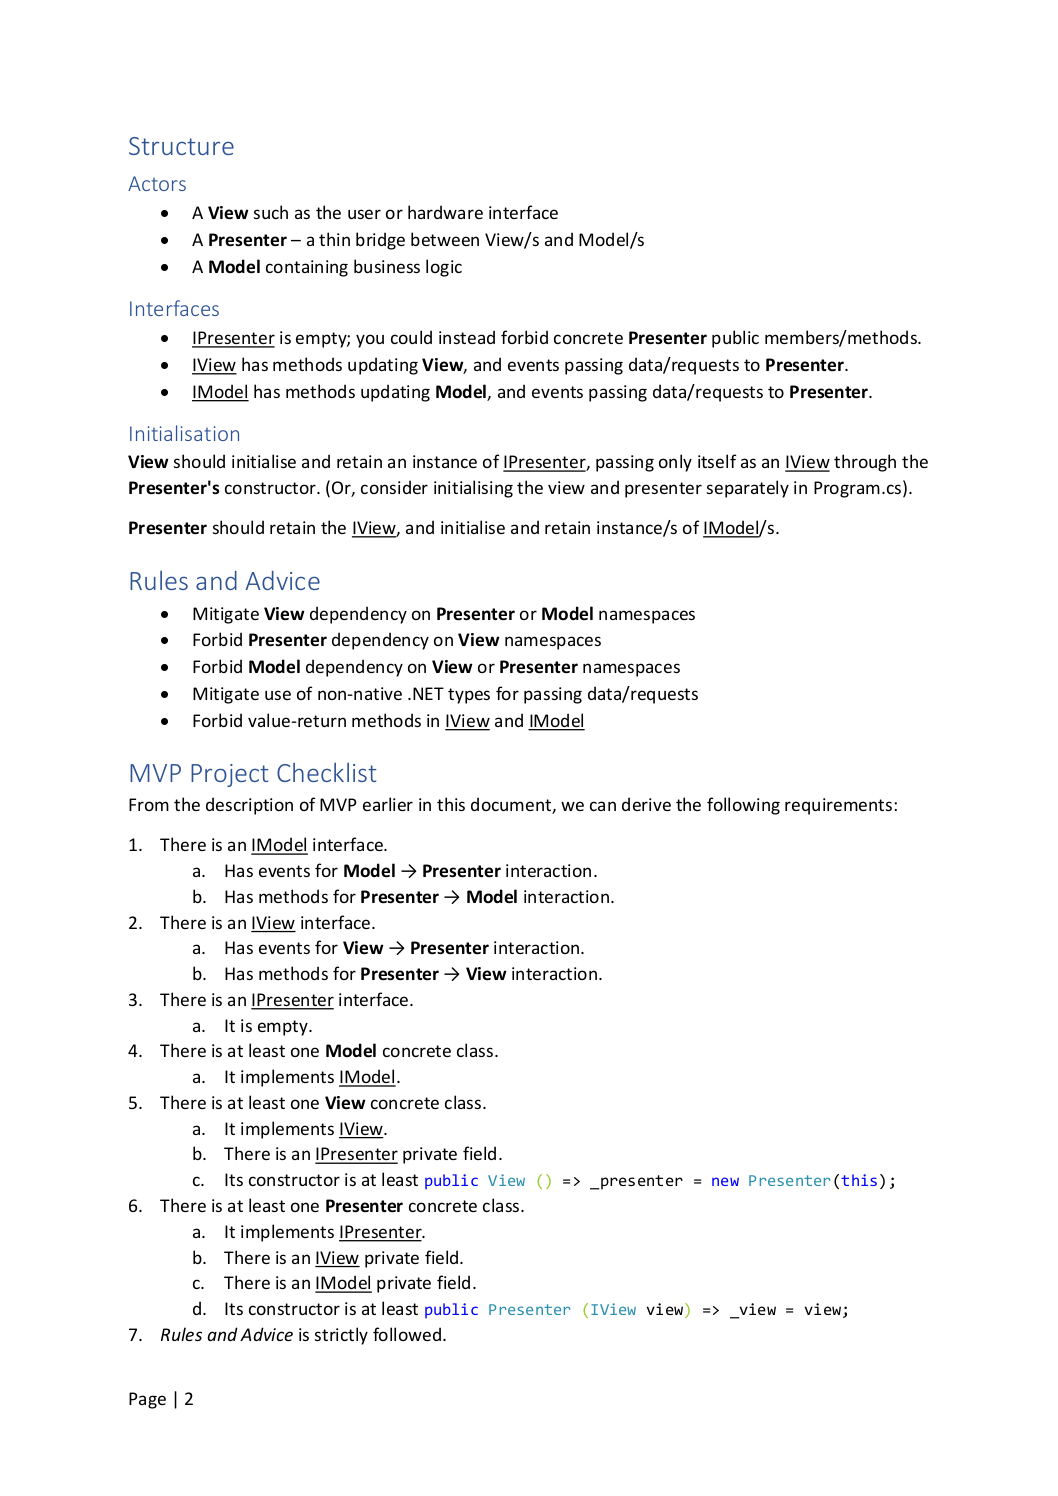 Structure
Actors
• A View such as the user or hardware interface
• A Presenter – a thin bridge between View/s and Model/s
• A Model containing business logic
Interfaces
• IPresenter is empty; you could instead forbid concrete Presenter public members/methods.
• IView has methods updating View, and events passing data/requests to Presenter.
• IModel has methods updating Model, and events passing data/requests to Presenter.
Initialisation
View should initialise and retain an instance of IPresenter, passing only itself as an IView through the
Presenter's constructor. (Or, consider initialising the view and presenter separately in Program.cs).
Presenter should retain the IView, and initialise and retain instance/s of IModel/s.
Rules and Advice
• Mitigate View dependency on Presenter or Model namespaces
• Forbid Presenter dependency on View namespaces
• Forbid Model dependency on View or Presenter namespaces
• Mitigate use of non-native .NET types for passing data/requests
• Forbid value-return methods in IView and IModel
MVP Project Checklist
From the description of MVP earlier in this document, we can derive the following requirements:
1. There is an IModel interface.
a. Has events for Model → Presenter interaction.
b. Has methods for Presenter → Model interaction.
2. There is an IView interface.
a. Has events for View → Presenter interaction.
b. Has methods for Presenter → View interaction.
3. There is an IPresenter interface.
a. It is empty.
4. There is at least one Model concrete class.
a. It implements IModel.
5. There is at least one View concrete class.
a. It implements IView.
b. There is an IPresenter private field.
c. Its constructor is at least public View () => _presenter = new Presenter(this);
6. There is at least one Presenter concrete class.
a. It implements IPresenter.
b. There is an IView private field.
c. There is an IModel private field.
d. Its constructor is at least public Presenter (IView view) => _view = view;
7. Rules and Advice is strictly followed.
Page | 2